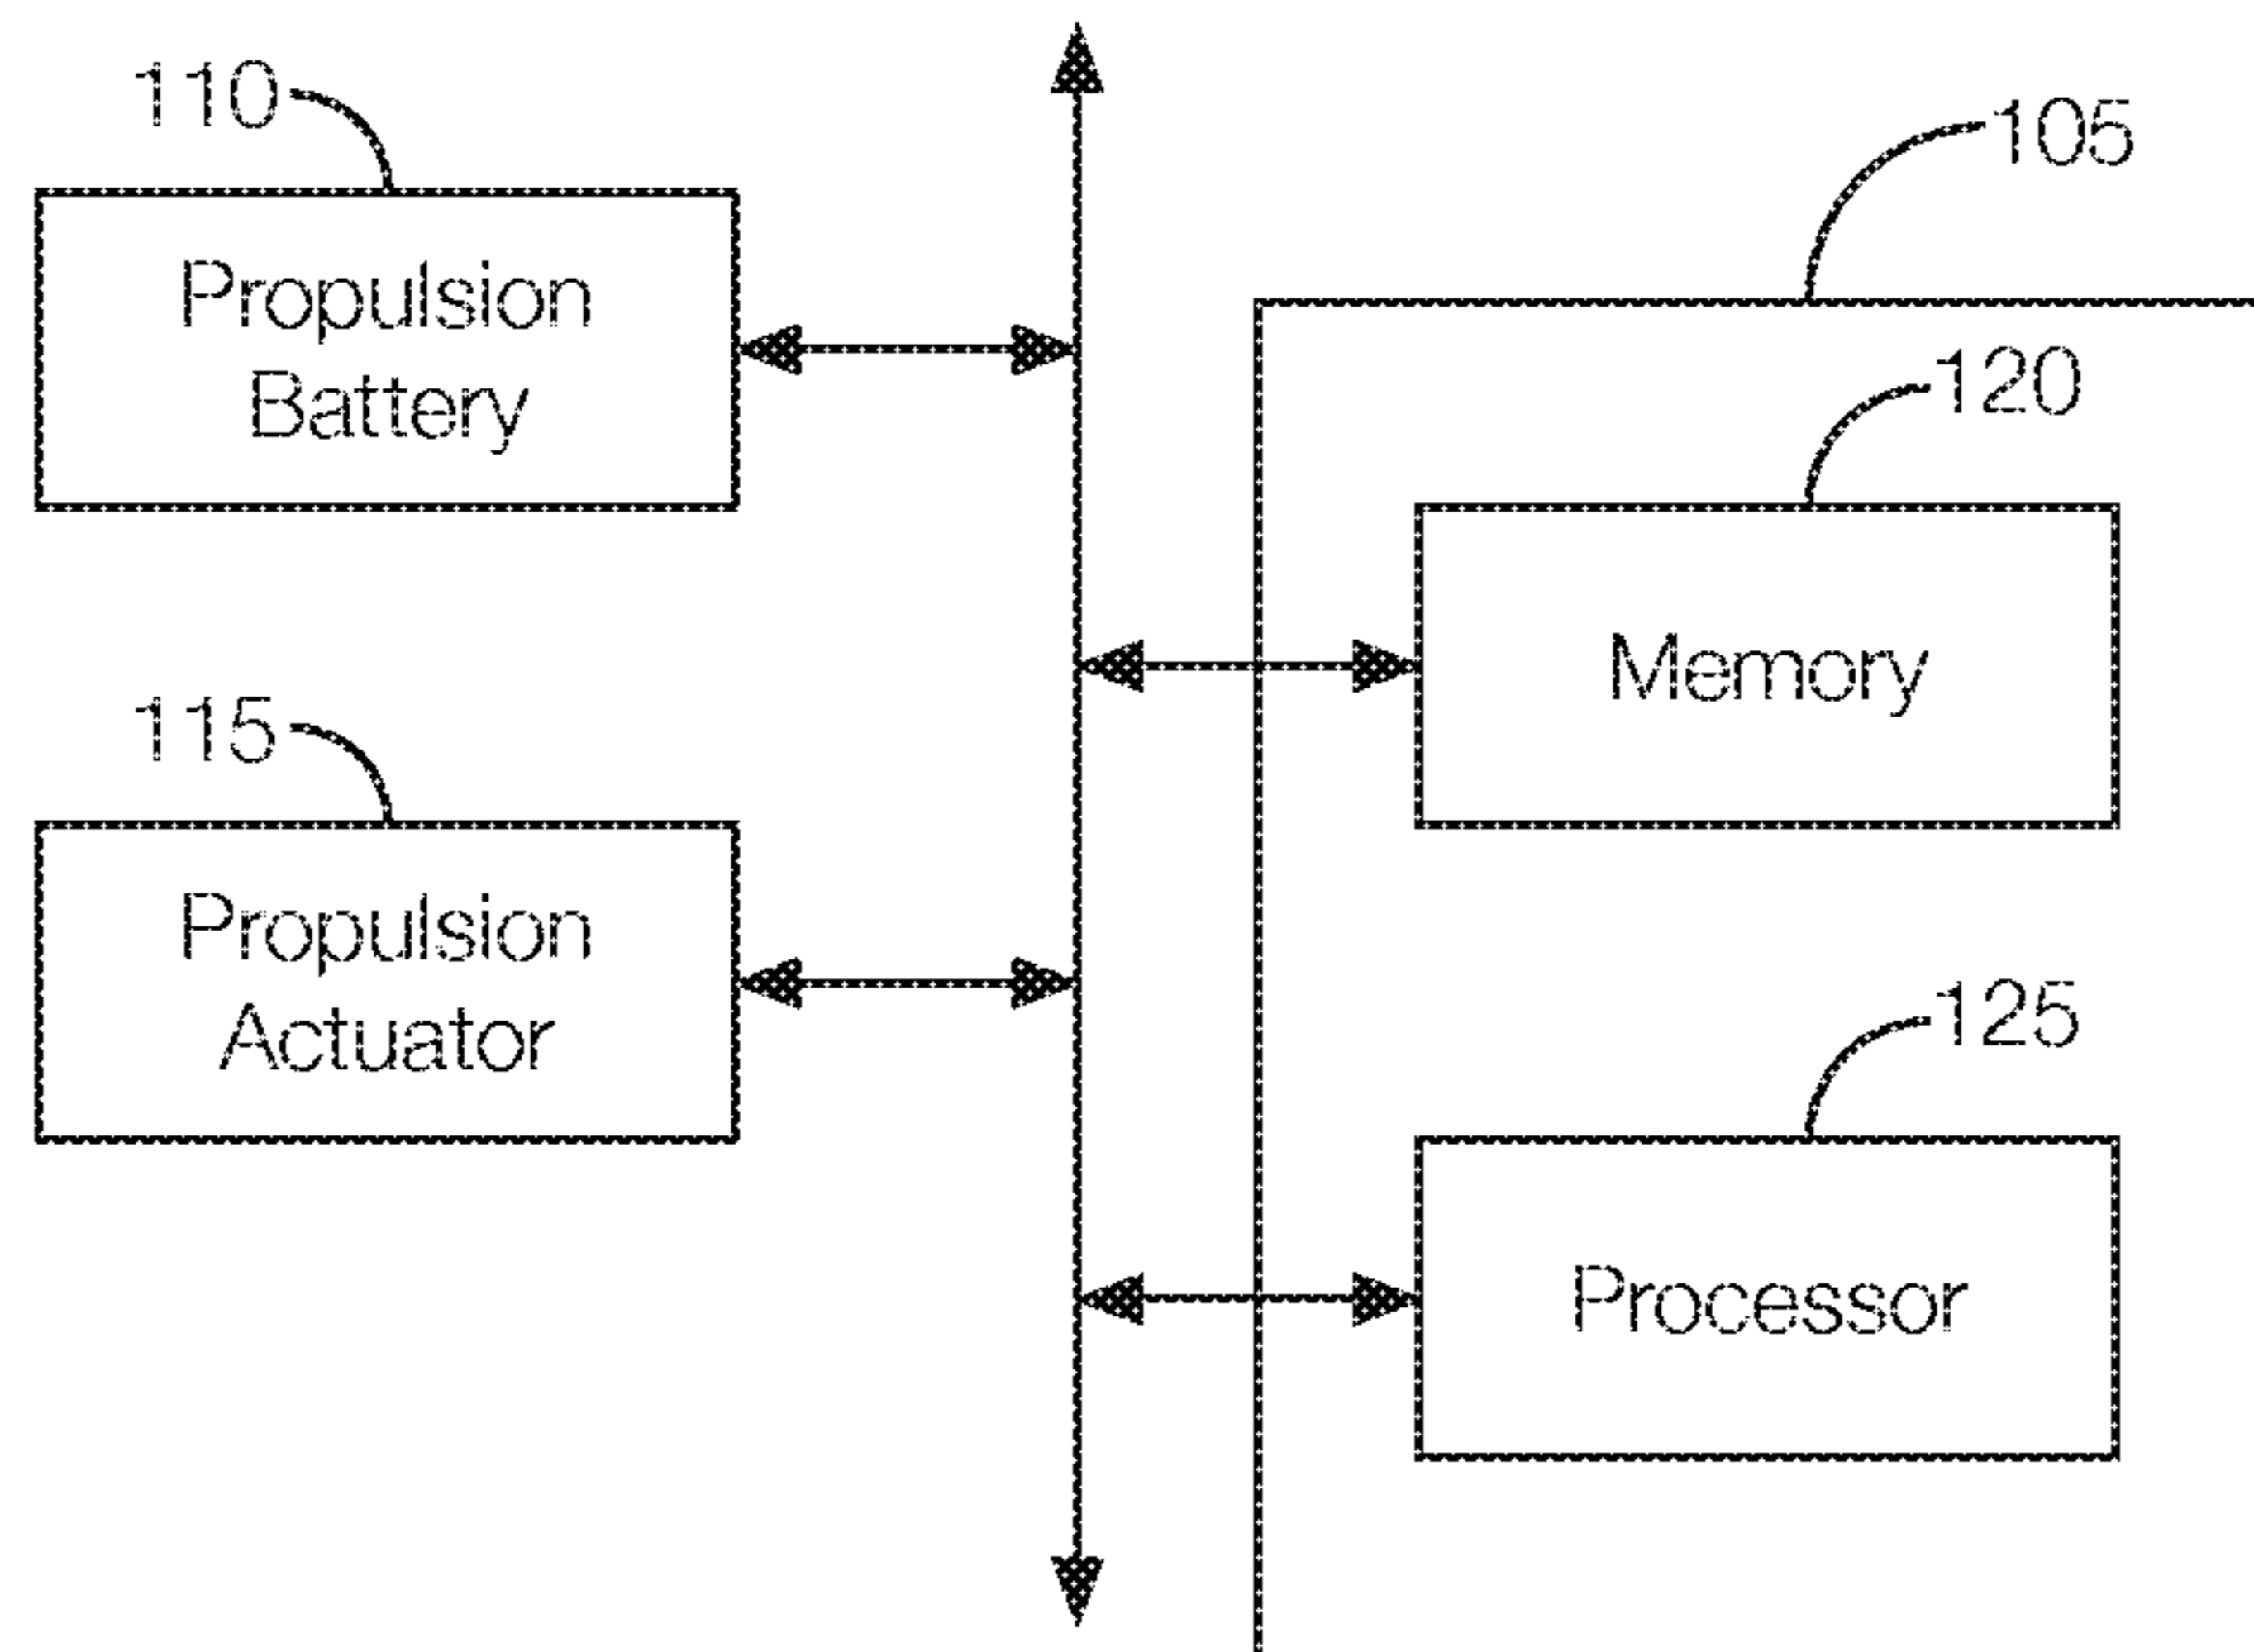 110
Propulsion
Battery
105
120
Memory
115
Propulsion
Actuator
125
Processor